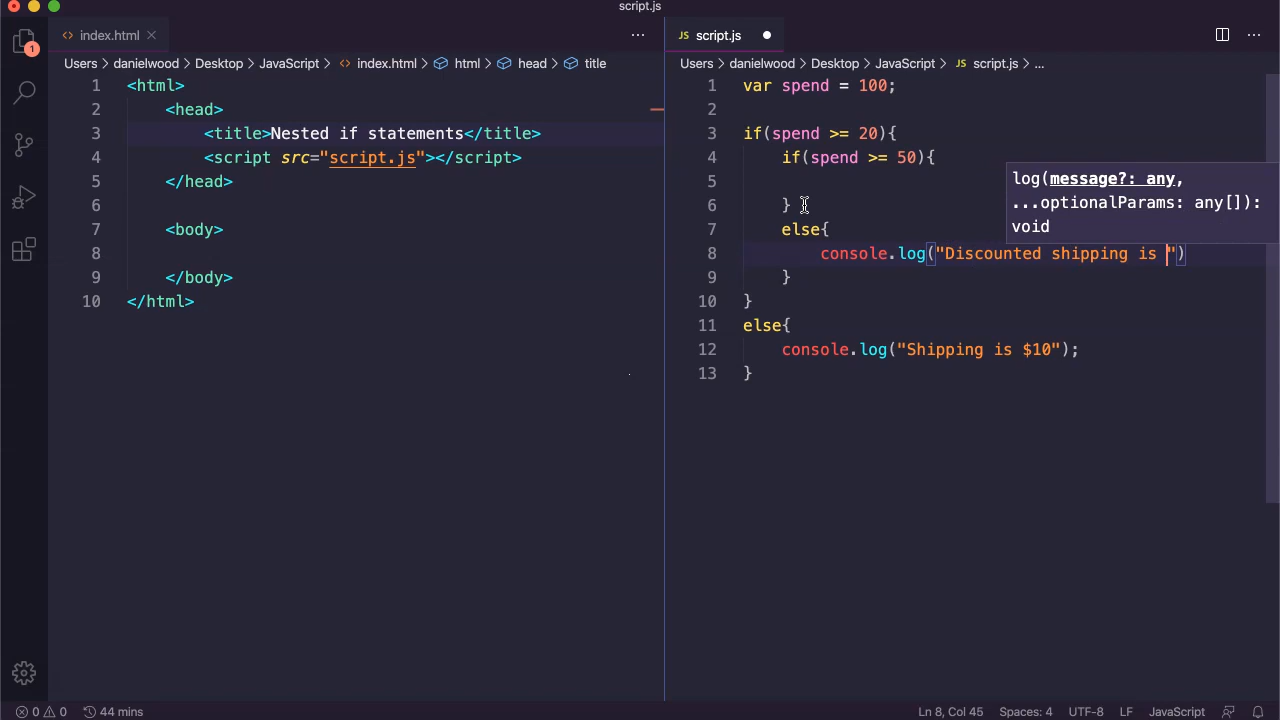 script.js
index.html
Users danielwood Desktop JavaScript index.html html head title
1 <html>
2 <head>
3 <title>Nested if statements</title>
4 <script src="script.js"></script>
5 </head>
6
7 <body>
8
9 </body>
10 </html>
JS script.js
Users danielwood Desktop JavaScript JS script.js ...
1 var spend = 100;
2
3 if(spend >= 20){
4 if(spend >= 50){
5
6 }
7 else{
8 console.log("Discounted shipping is ")
9 }
10 }
11 else{
12 console.log("Shipping is $10");
13 }
log(message?: any,
...optionalParams: any[]):
void
1
0 0 44 mins Ln 8, Col 45 Spaces: 4 UTF-8 LF JavaScript